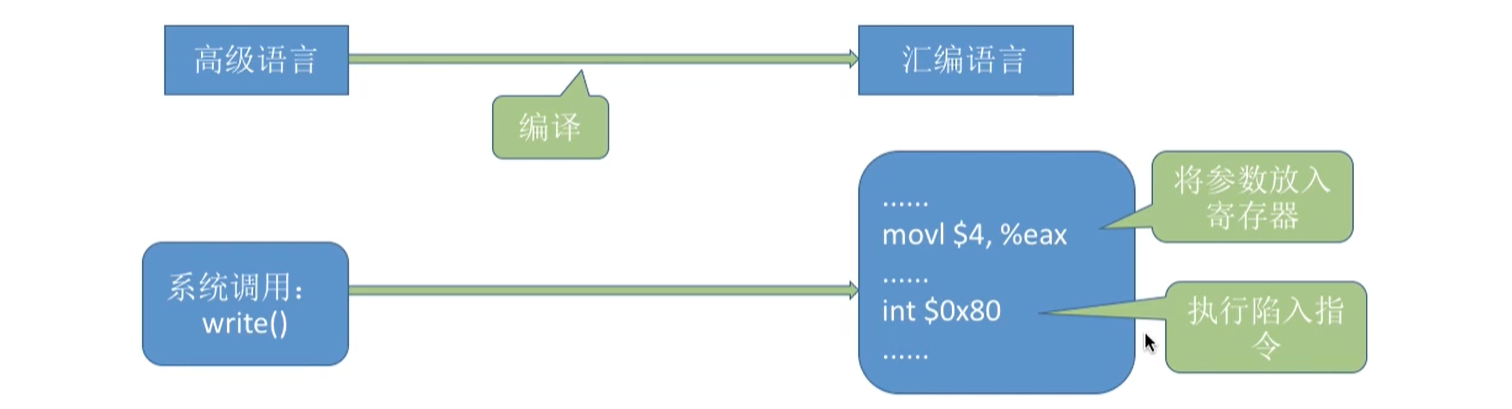 高级语言
汇编语言
编译
系统调用：
write()
......
movl $4, %eax
......
int $0x80
......
将参数放入
寄存器
执行陷入指
令